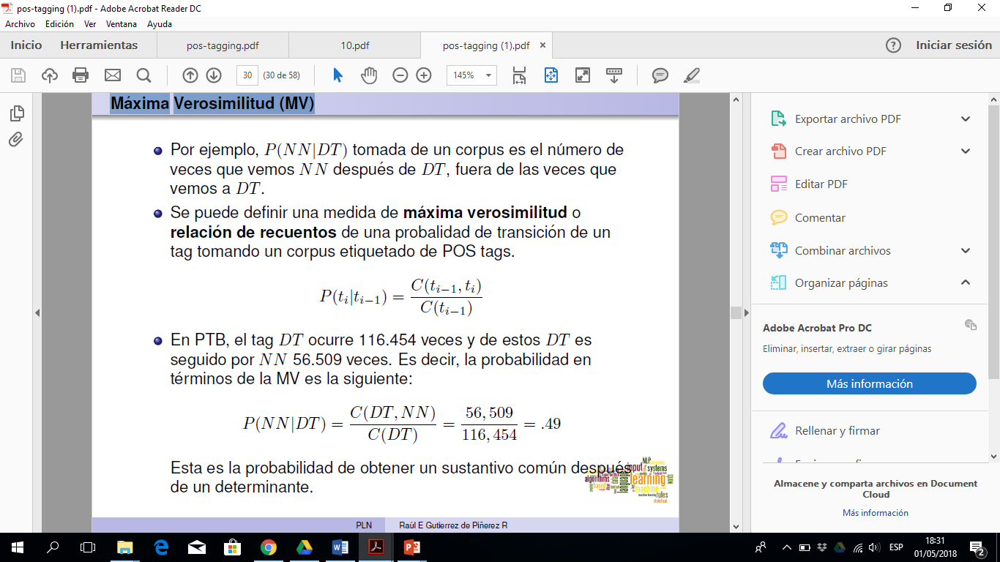 pos-tagging (1).pdf - Adobe Acrobat Reader DC
Archivo Edición Ver Ventana Ayuda
Inicio Herramientas pos-tagging.pdf 10.pdf pos-tagging (1).pdf × ? Iniciar sesión
30 (30 de 58) 145%
Máxima Verosimilitud (MV)
Por ejemplo, P(NN|DT) tomada de un corpus es el número de
veces que vemos NN después de DT, fuera de las veces que
vemos a DT.
Se puede definir una medida de máxima verosimilitud o
relación de recuentos de una probalidad de transición de un
tag tomando un corpus etiquetado de POS tags.
P(t_i|t_{i−1}) = C(t_{i−1}, t_i) / C(t_{i−1})
En PTB, el tag DT ocurre 116.454 veces y de estos DT es
seguido por NN 56.509 veces. Es decir, la probabilidad en
términos de la MV es la siguiente:
P(NN|DT) = C(DT, NN) / C(DT) = 56,509 / 116,454 = .49
Esta es la probabilidad de obtener un sustantivo común después
de un determinante.
NLP
input systems
algorithms language learning
based machine
machine learning rules
words
statistical
PLN Raúl E Gutierrez de Piñerez R
Exportar archivo PDF
Crear archivo PDF
Editar PDF
Comentar
Combinar archivos
Organizar páginas
Adobe Acrobat Pro DC
Eliminar, insertar, extraer o girar páginas
Más información
Rellenar y firmar
Almacene y comparta archivos en Document
Cloud
Más información
ESP
18:31
01/05/2018
2